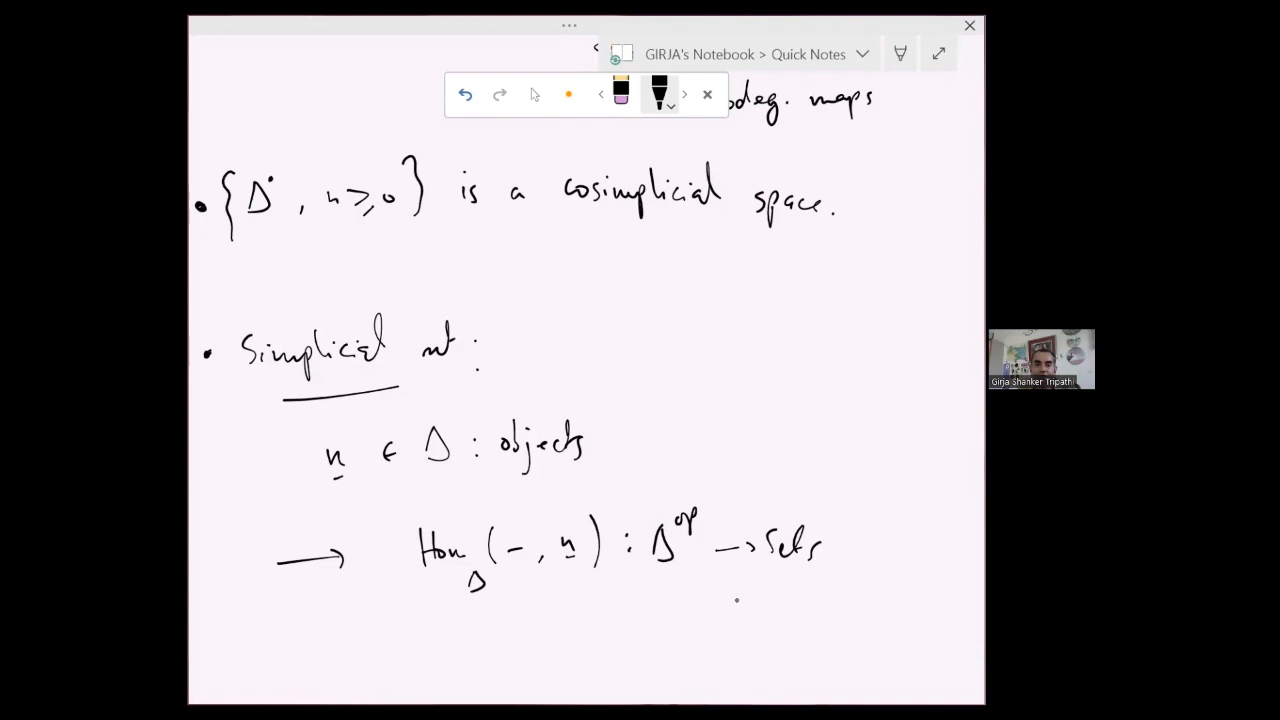 GIRJA's Notebook > Quick Notes
odeg. maps
• {Δ˙, n ≥ 0} is a cosimplicial space.
• Simplicial set :
n ∈ Δ : objects
Girja Shanker Tripathi
⟶ Hom_Δ (–, n) : Δ^op → Sets